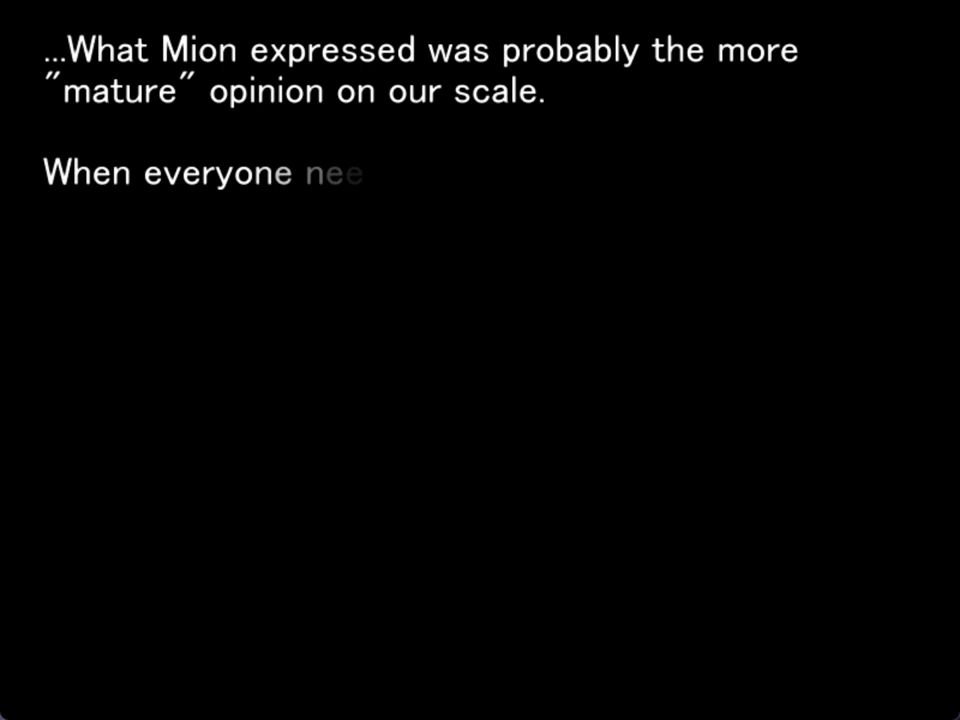 ...What Mion expressed was probably the more
"mature" opinion on our scale.
When everyone nee